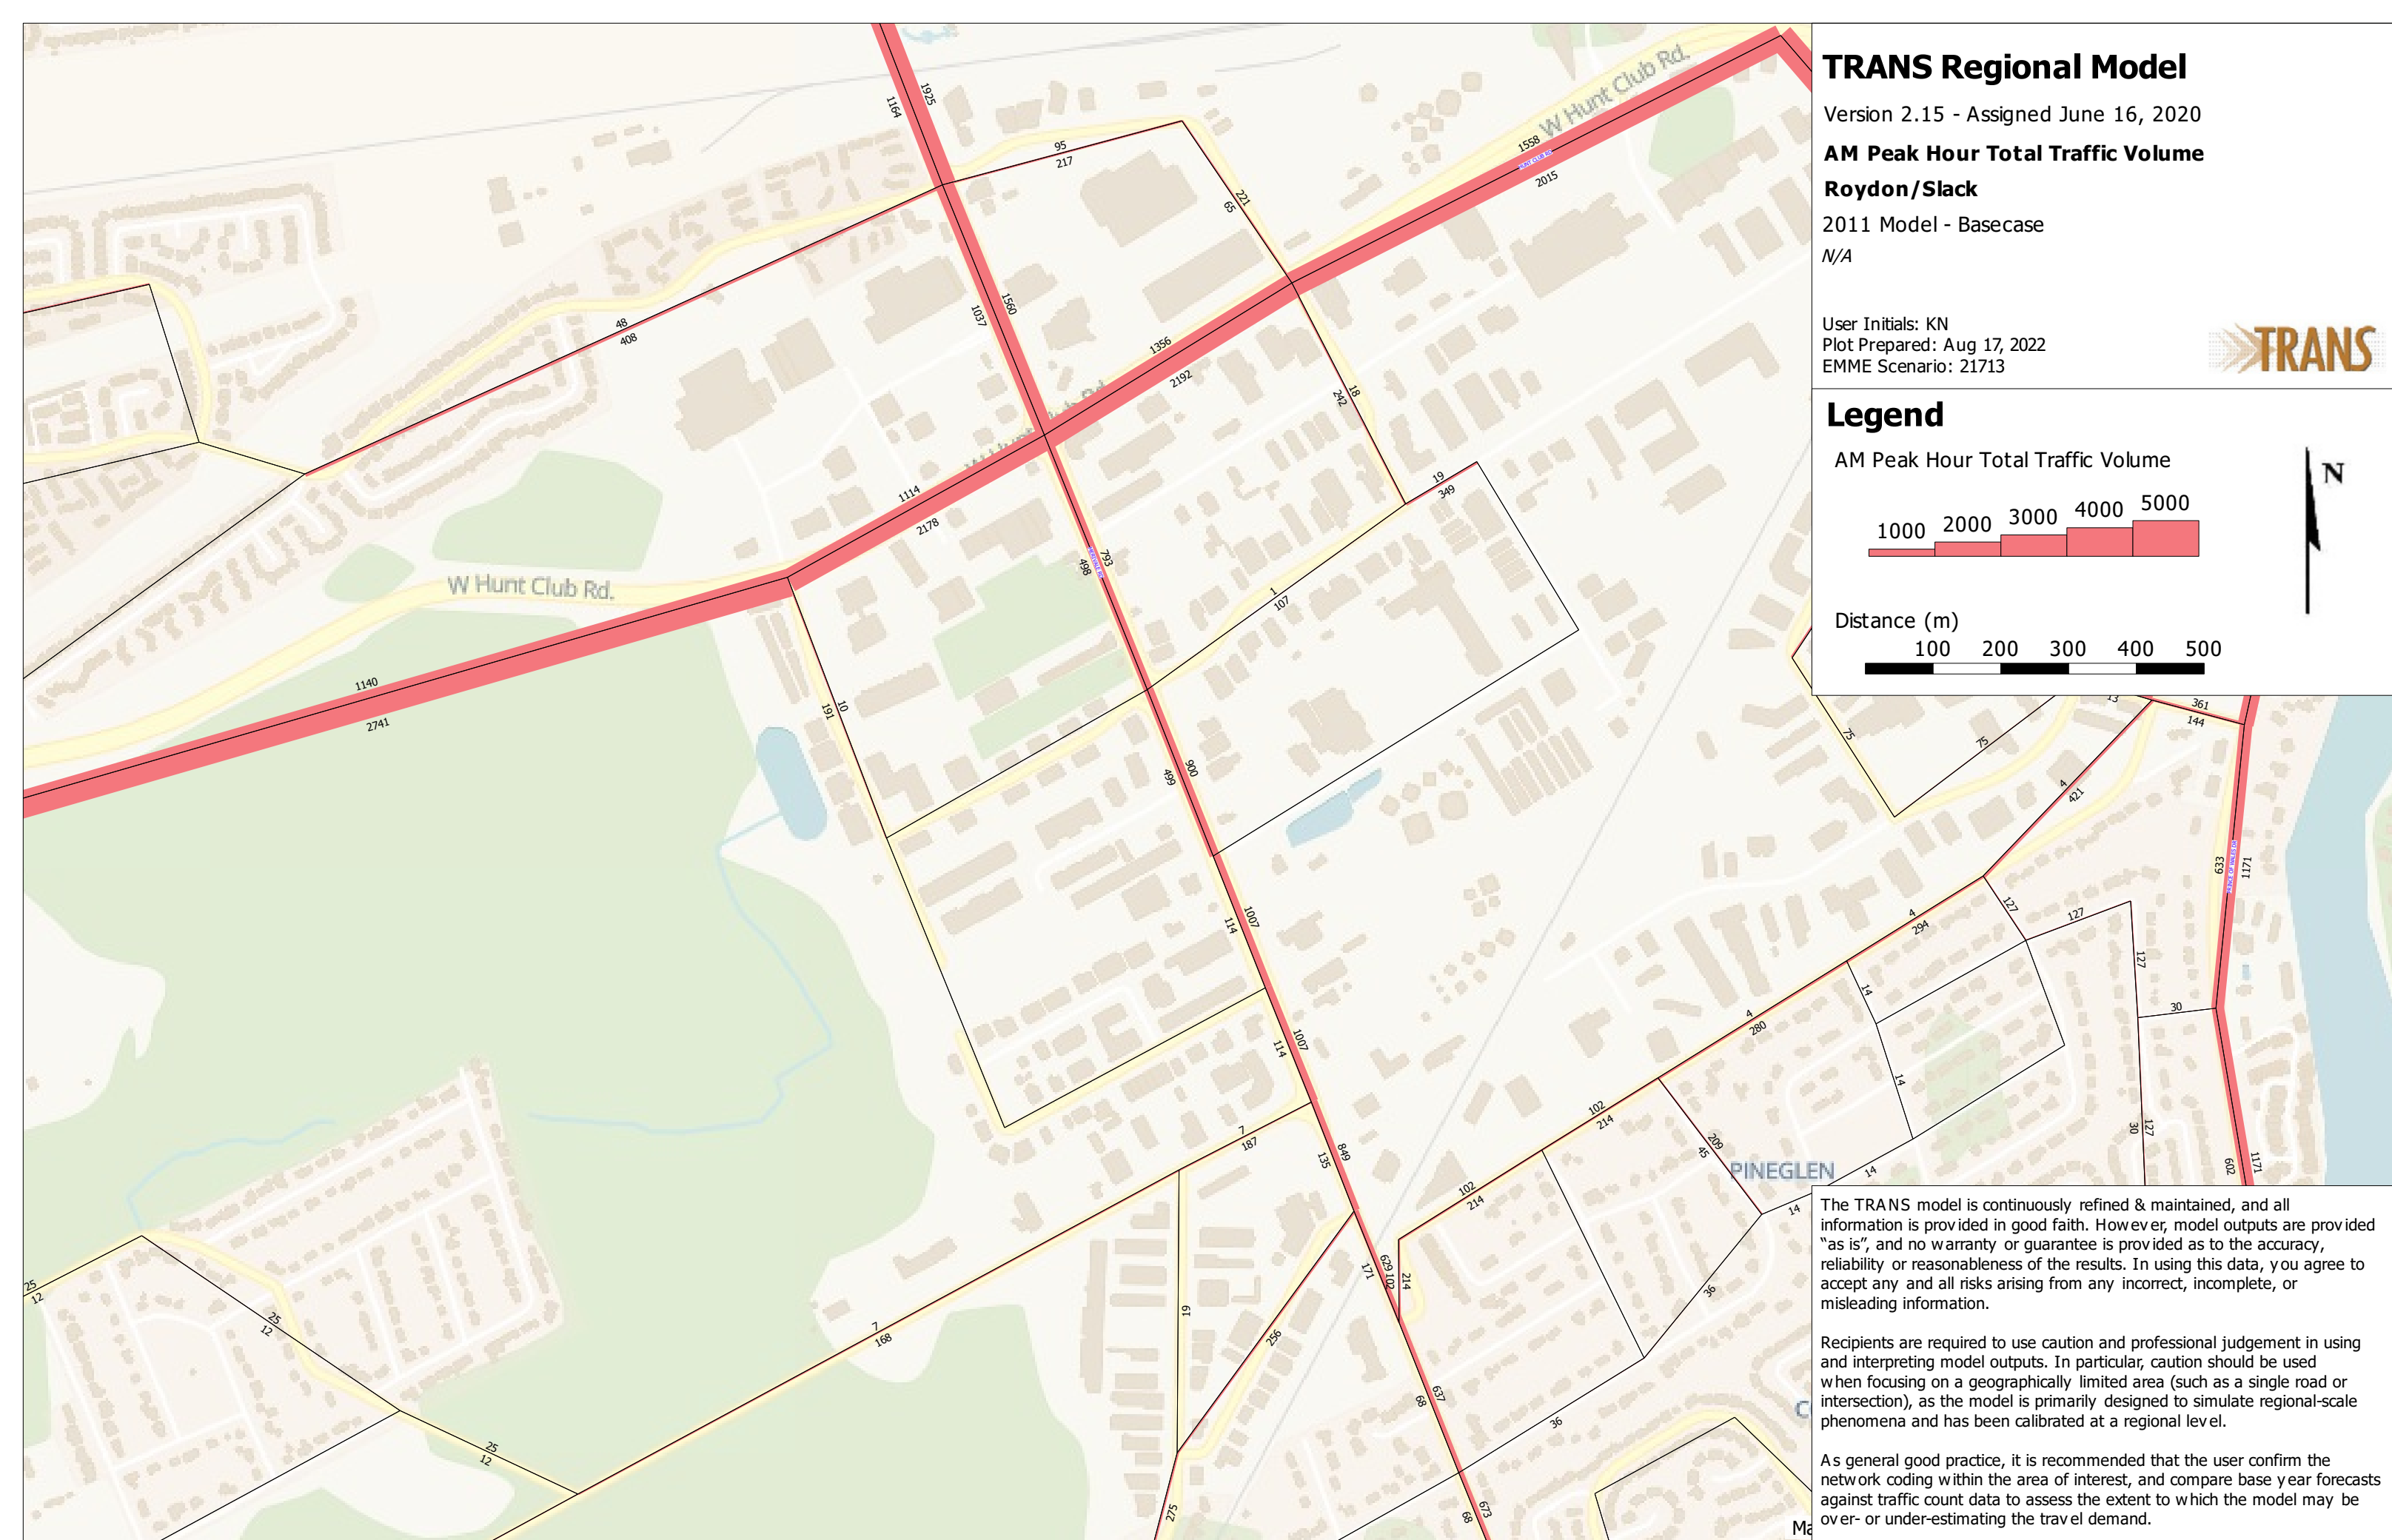 TRANS Regional Model
Version 2.15 - Assigned June 16, 2020
AM Peak Hour Total Traffic Volume
Roydon/Slack
2011 Model - Basecase
N/A
User Initials: KN
Plot Prepared: Aug 17, 2022
EMME Scenario: 21713
TRANS
Legend
AM Peak Hour Total Traffic Volume
1000 2000 3000 4000 5000
N
Distance (m)
100 200 300 400 500
1925
1164
W Hunt Club Rd.
95
217
1558
HUNT CLUB RD
2015
221
65
1560
1037
48
408
1356
2192
18
242
1114
2178
19
349
793
498
W Hunt Club Rd.
1
107
1140
2741
10
191
900
499
75
75
13
361
144
4
421
633
PRINCE OF WALES DR
1171
1007
114
4
294
127
127
127
14
30
1007
114
4
280
14
102
214
209
45
127
30
7
187
849
135
PINEGLEN
14
14
602
1171
102
214
25
12
25
12
7
168
19
256
171
629
102
214
36
637
68
36
25
12
275
673
68
The TRANS model is continuously refined & maintained, and all
information is provided in good faith. However, model outputs are provided
“as is”, and no warranty or guarantee is provided as to the accuracy,
reliability or reasonableness of the results. In using this data, you agree to
accept any and all risks arising from any incorrect, incomplete, or
misleading information.
Recipients are required to use caution and professional judgement in using
and interpreting model outputs. In particular, caution should be used
when focusing on a geographically limited area (such as a single road or
intersection), as the model is primarily designed to simulate regional-scale
phenomena and has been calibrated at a regional level.
As general good practice, it is recommended that the user confirm the
network coding within the area of interest, and compare base year forecasts
against traffic count data to assess the extent to which the model may be
over- or under-estimating the travel demand.